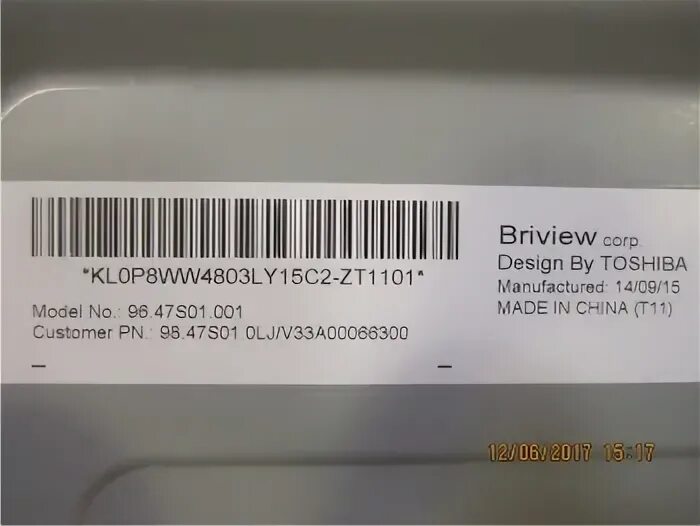 *KL0P8WW4803LY15C2-ZT1101*
Model No.: 96.47S01.001
Customer PN.: 98.47S01.0LJ/V33A00066300
Briview corp.
Design By TOSHIBA
Manufactured: 14/09/15
MADE IN CHINA (T11)
12/06/2017 15:17